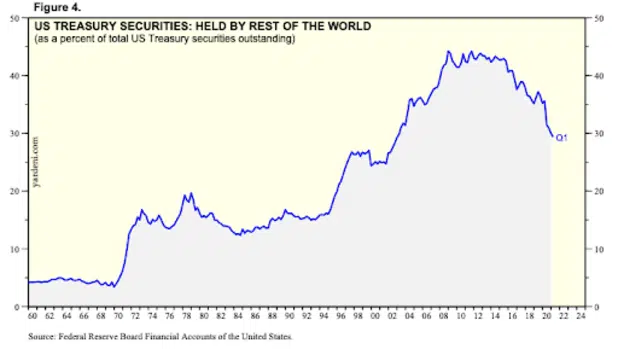 Figure 4.
50
50
US TREASURY SECURITIES: HELD BY REST OF THE WORLD
(as a percent of total US Treasury securities outstanding)
40
40
30
30
Q1
yardeni.com
20
20
10
10
0
0
60 62 64 66 68 70 72 74 76 78 80 82 84 86 88 90 92 94 96 98 00 02 04 06 08 10 12 14 16 18 20 22 24
Source: Federal Reserve Board Financial Accounts of the United States.